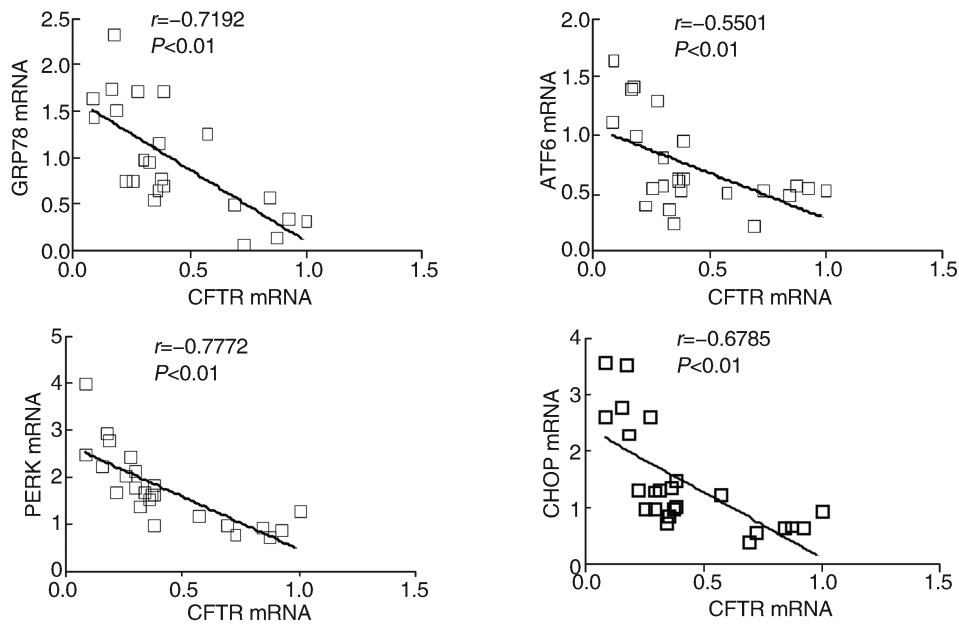 r=−0.7192
P<0.01
GRP78 mRNA
2.5
2.0
1.5
1.0
0.5
0.0
0.0 0.5 1.0 1.5
CFTR mRNA
r=−0.5501
P<0.01
ATF6 mRNA
2.0
1.5
1.0
0.5
0.0
0.0 0.5 1.0 1.5
CFTR mRNA
r=−0.7772
P<0.01
PERK mRNA
5
4
3
2
1
0
0.0 0.5 1.0 1.5
CFTR mRNA
r=−0.6785
P<0.01
CHOP mRNA
4
3
2
1
0
0.0 0.5 1.0 1.5
CFTR mRNA